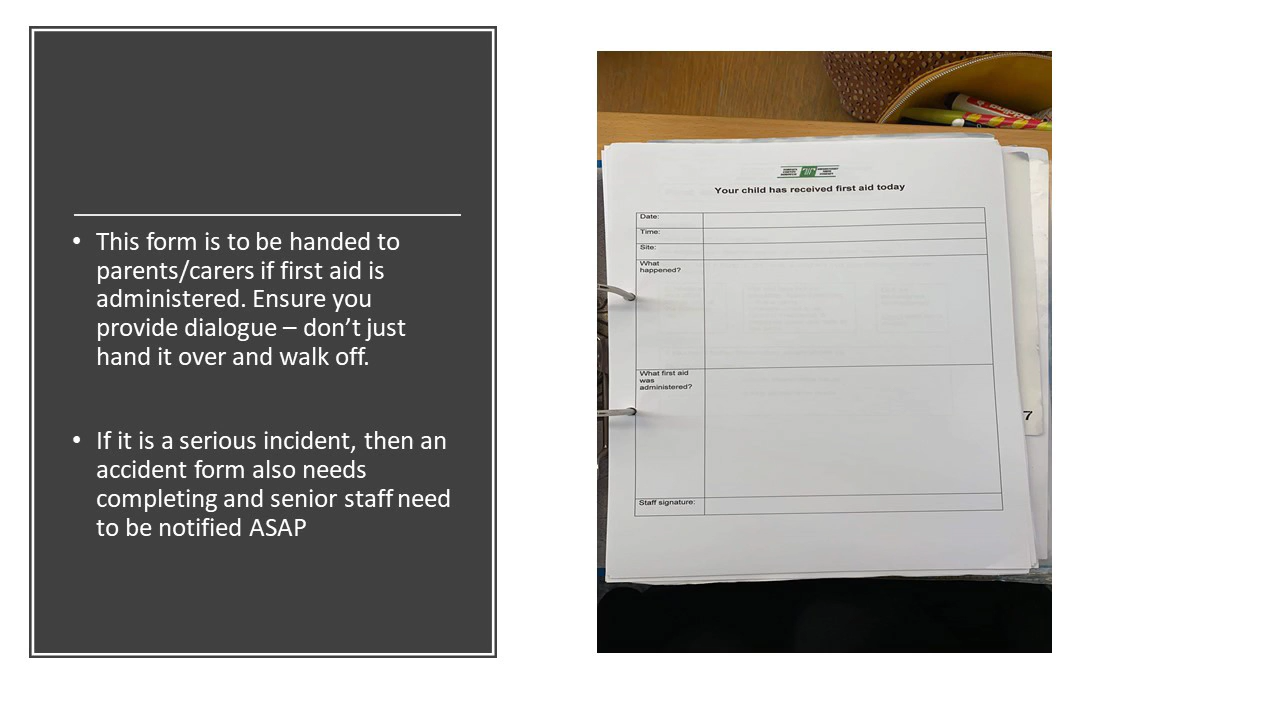 • This form is to be handed to
parents/carers if first aid is
administered. Ensure you
provide dialogue – don’t just
hand it over and walk off.
• If it is a serious incident, then an
accident form also needs
completing and senior staff need
to be notified ASAP
Your child has received first aid today
Date:
Time:
Site:
What
happened?
What first aid
was
administered?
Staff signature:
7